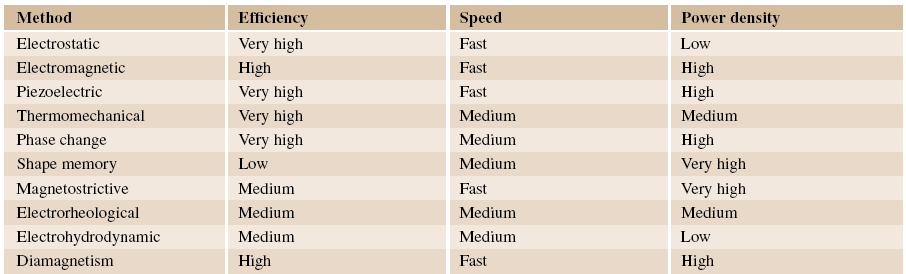 Method Efficiency Speed Power density
Electrostatic Very high Fast Low
Electromagnetic High Fast High
Piezoelectric Very high Fast High
Thermomechanical Very high Medium Medium
Phase change Very high Medium High
Shape memory Low Medium Very high
Magnetostrictive Medium Fast Very high
Electrorheological Medium Medium Medium
Electrohydrodynamic Medium Medium Low
Diamagnetism High Fast High